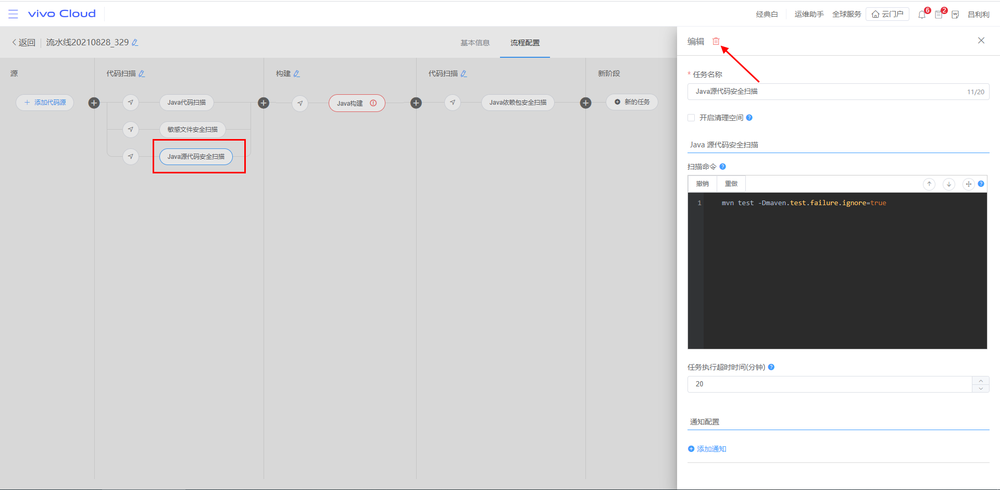 vivo Cloud
经典白
运维助手
全球服务
云门户
6
2
吕利利
返回
流水线20210828_329
基本信息
流程配置
源
代码扫描
构建
代码扫描
新阶段
添加代码源
Java代码扫描
Java构建
Java依赖包安全扫描
新的任务
敏感文件安全扫描
Java源代码安全扫描
编辑
* 任务名称
Java源代码安全扫描
11/20
开启清理空间
Java 源代码安全扫描
扫描命令
撤销
重做
1
mvn test -Dmaven.test.failure.ignore=true
任务执行超时时间(分钟)
20
通知配置
添加通知